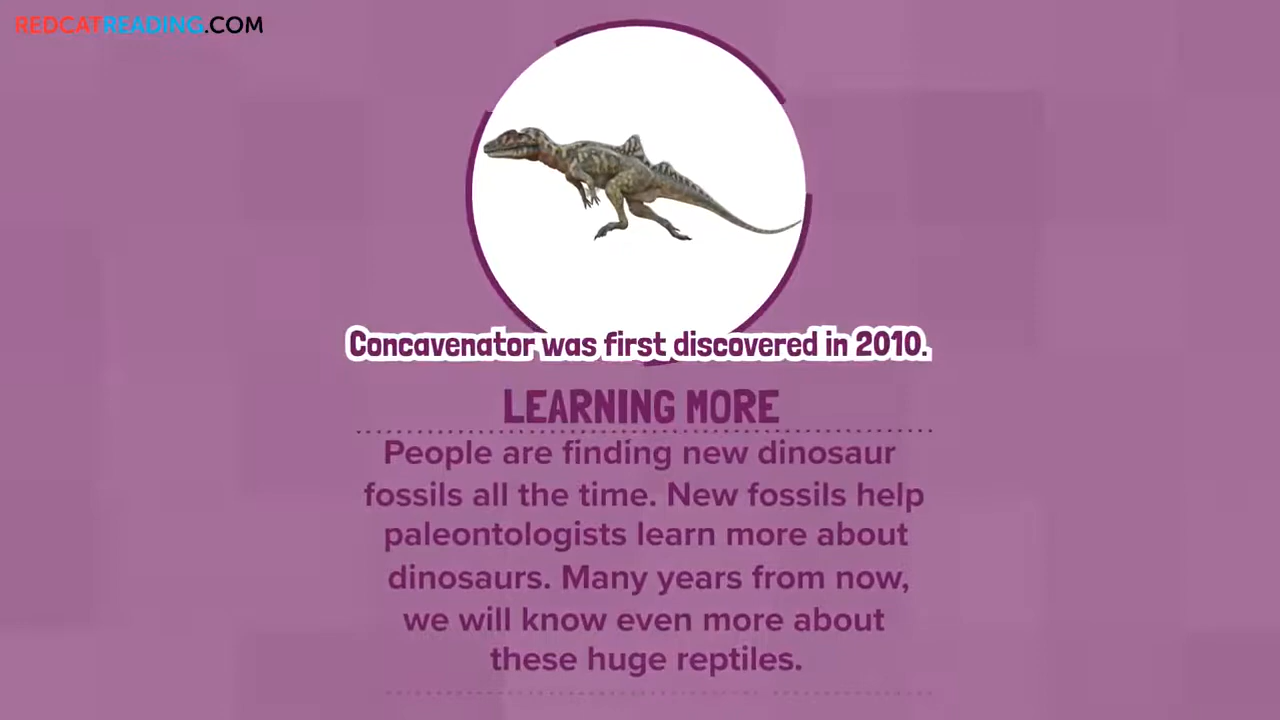 REDCATREADING.COM
Concavenator was first discovered in 2010.
LEARNING MORE
People are finding new dinosaur
fossils all the time. New fossils help
paleontologists learn more about
dinosaurs. Many years from now,
we will know even more about
these huge reptiles.